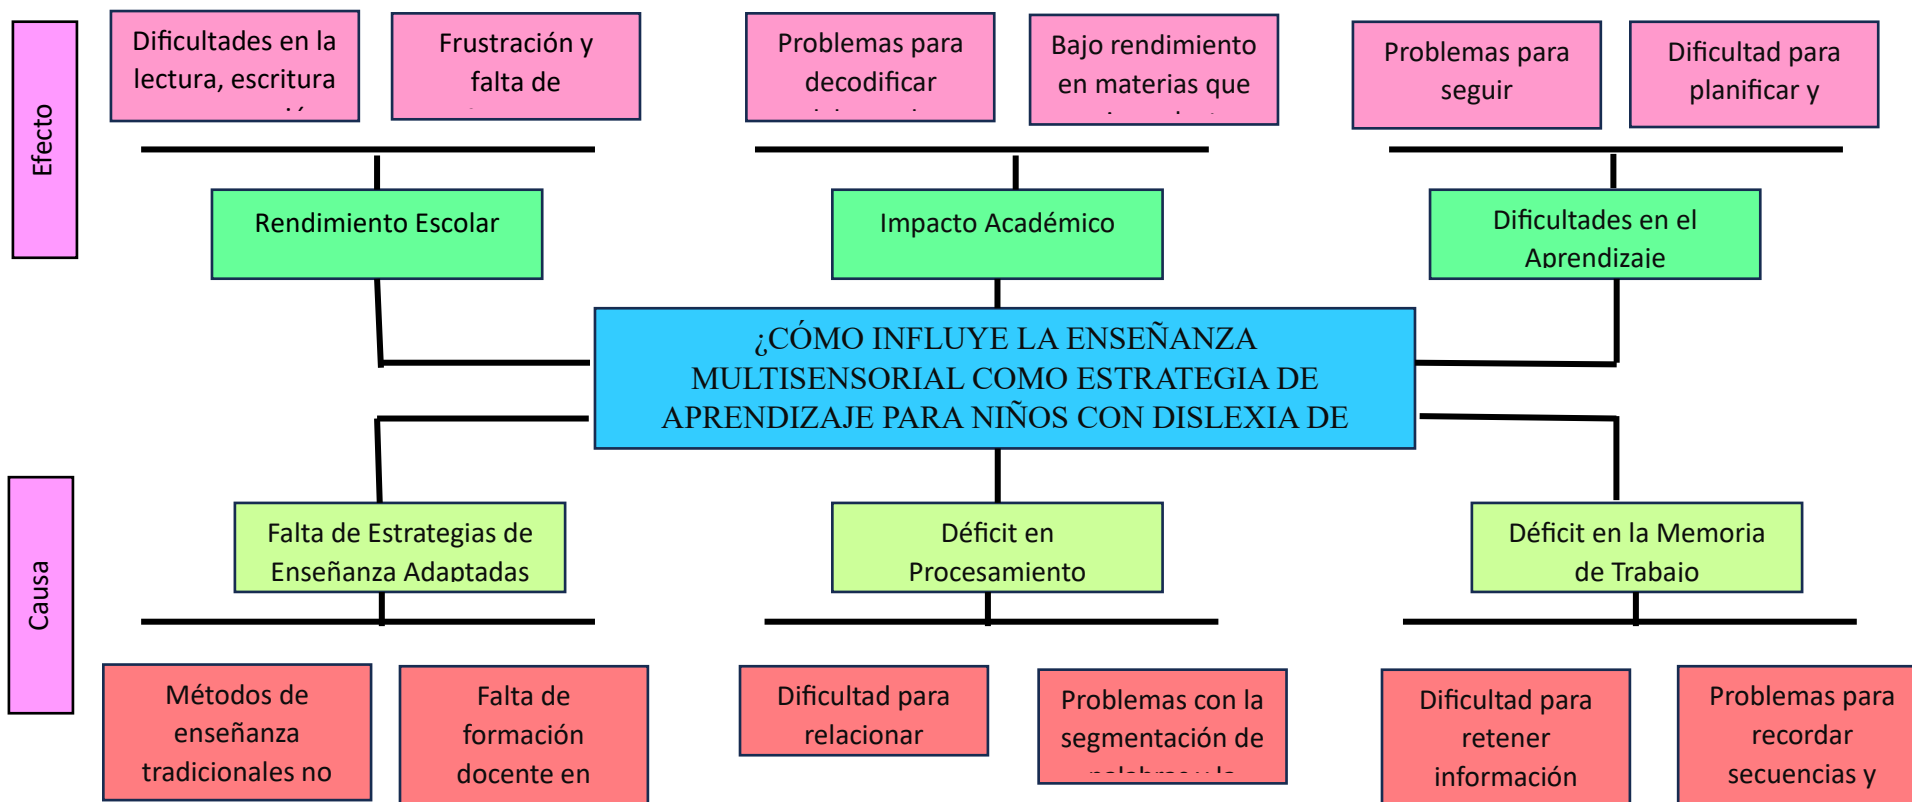 Efecto
Dificultades en la
lectura, escritura
Frustración y
falta de
Problemas para
decodificar
Bajo rendimiento
en materias que
Problemas para
seguir
Dificultad para
planificar y
Rendimiento Escolar
Impacto Académico
Dificultades en el
Aprendizaje
¿CÓMO INFLUYE LA ENSEÑANZA
MULTISENSORIAL COMO ESTRATEGIA DE
APRENDIZAJE PARA NIÑOS CON DISLEXIA DE
Causa
Falta de Estrategias de
Enseñanza Adaptadas
Déficit en
Procesamiento
Déficit en la Memoria
de Trabajo
Métodos de
enseñanza
tradicionales no
Falta de
formación
docente en
Dificultad para
relacionar
Problemas con la
segmentación de
palabras y la
Dificultad para
retener
información
Problemas para
recordar
secuencias y